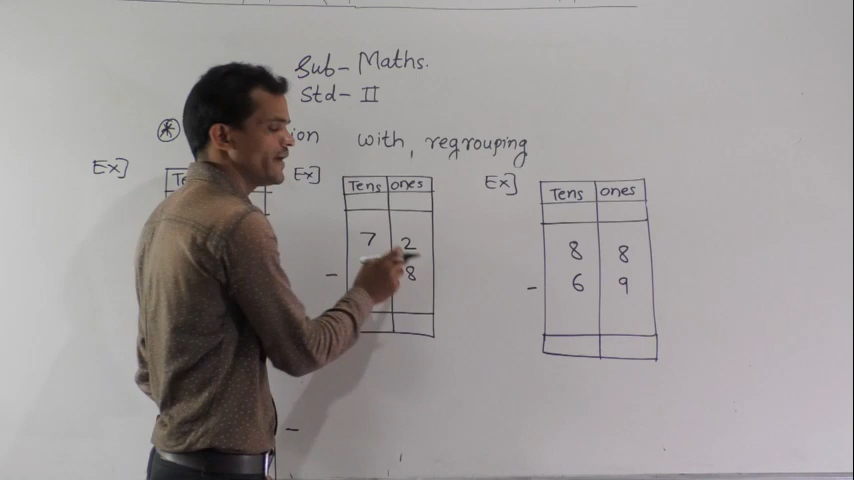 Sub- Maths.
Std- II
* ion with, regrouping
Ex] Ex] Ex]
Tens ones
7 2
- 8
Tens ones
8 8
- 6 9
-